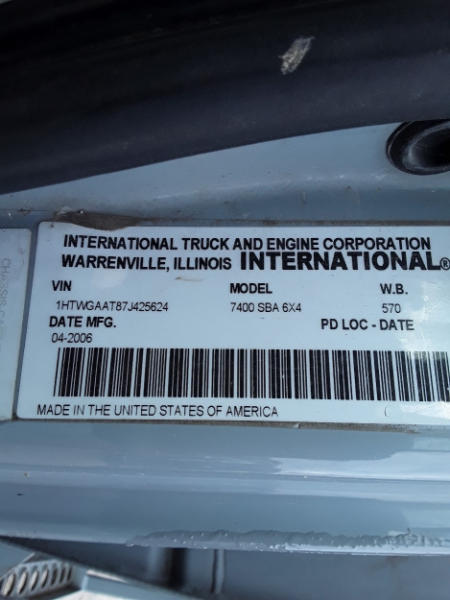 INTERNATIONAL TRUCK AND ENGINE CORPORATION
WARRENVILLE, ILLINOIS INTERNATIONAL®
VIN MODEL W.B.
1HTWGAAT87J425624 7400 SBA 6X4 570
DATE MFG. PD LOC - DATE
04-2006
MADE IN THE UNITED STATES OF AMERICA